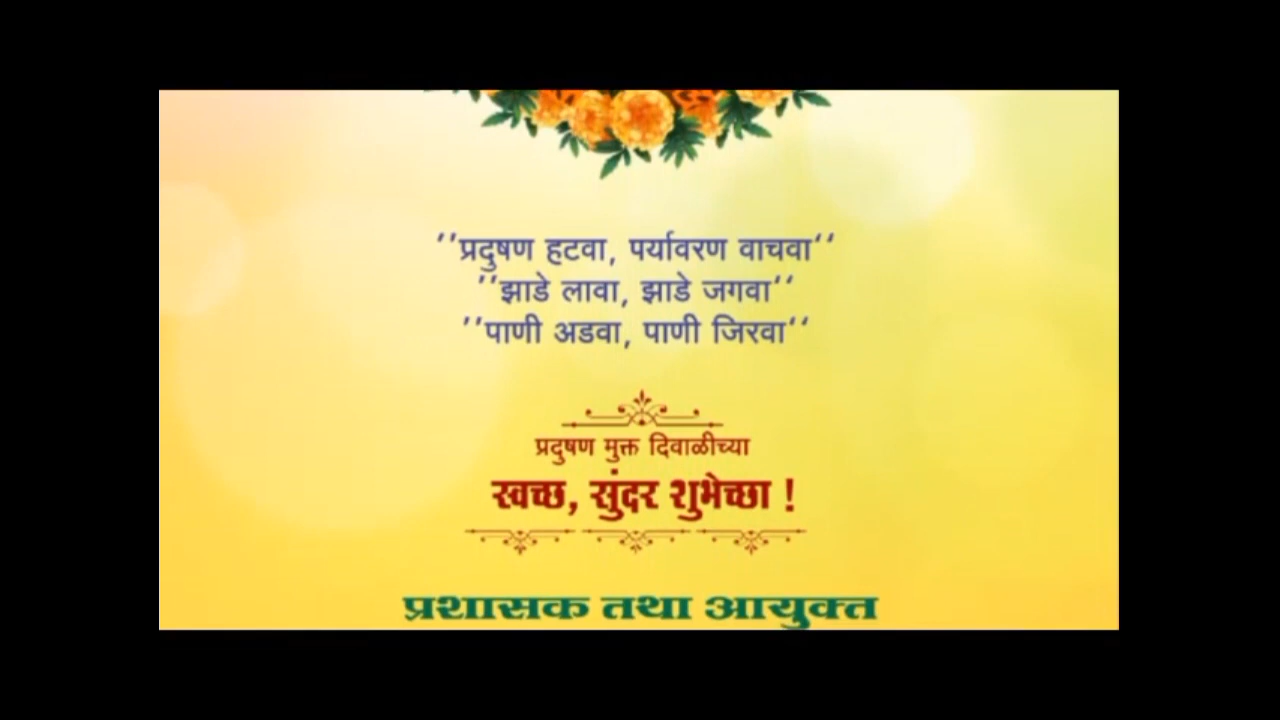 ’’प्रदुषण हटवा, पर्यावरण वाचवा‘‘
’’झाडे लावा, झाडे जगवा‘‘
’’पाणी अडवा, पाणी जिरवा‘‘
प्रदुषण मुक्त दिवाळीच्या
स्वच्छ, सुंदर शुभेच्छा !
प्रशासक तथा आयुक्त